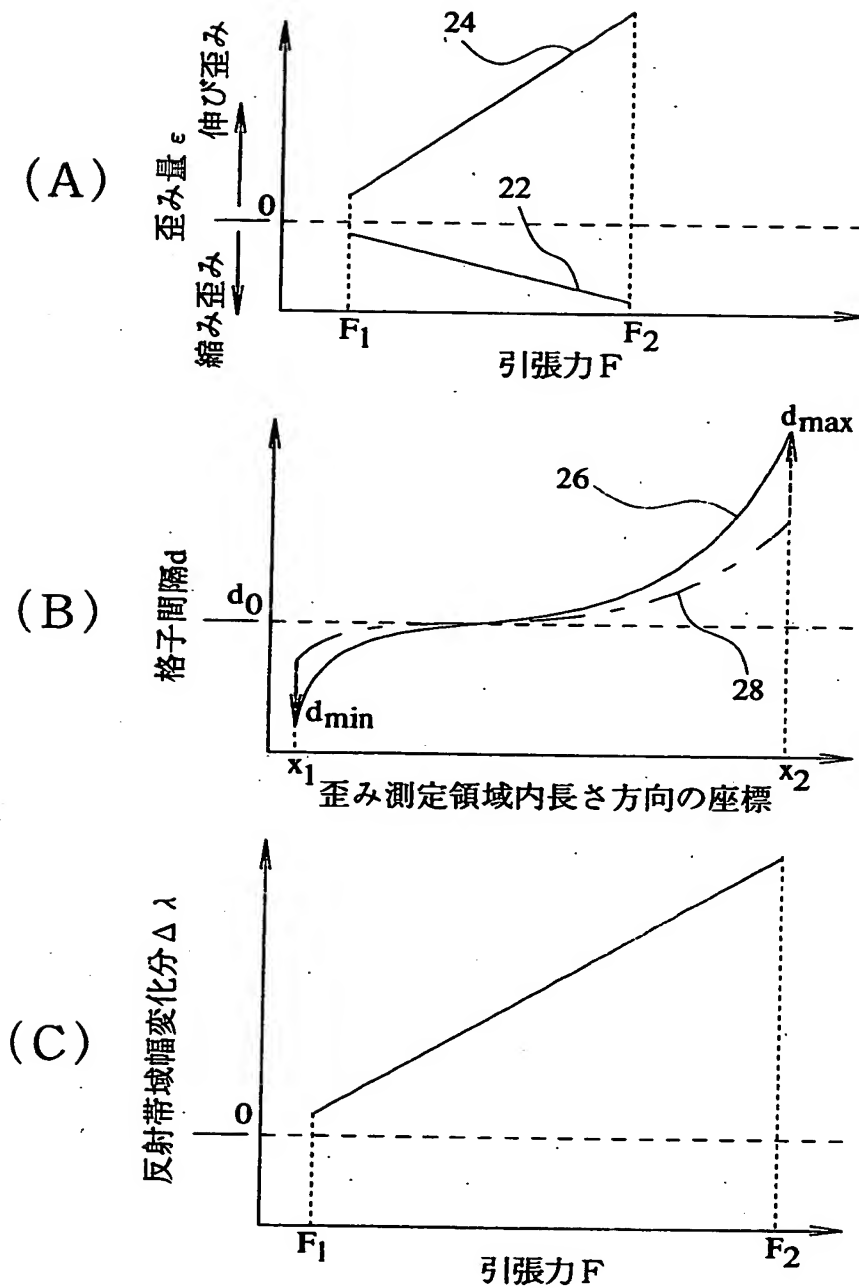 (A)
縮み歪み 伸び歪み
歪み量 ε
0
24
22
F1
F2
引張力 F
(B)
格子間隔d
d0
26
28
dmax
dmin
x1
x2
歪み測定領域内長さ方向の座標
(C)
反射帯域幅変化分Δλ
0
F1
F2
引張力 F